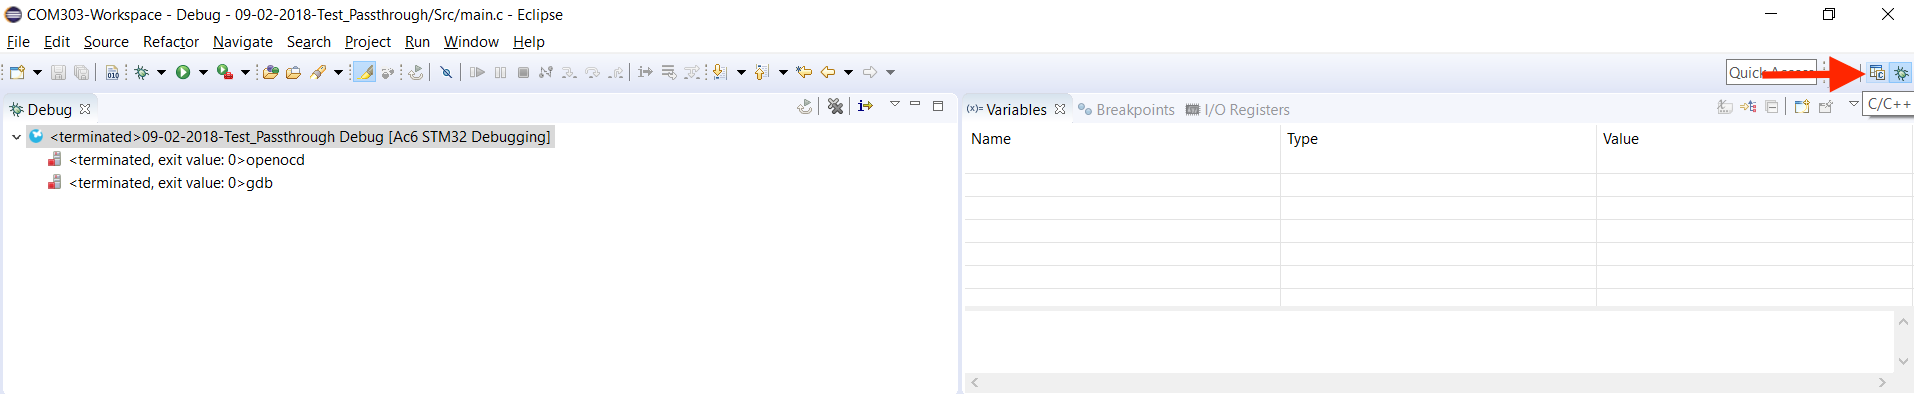 COM303-Workspace - Debug - 09-02-2018-Test_Passthrough/Src/main.c - Eclipse
File Edit Source Refactor Navigate Search Project Run Window Help
010
Quick Access
C/C++
Debug
(x)= Variables Breakpoints I/O Registers
<terminated>09-02-2018-Test_Passthrough Debug [Ac6 STM32 Debugging]
<terminated, exit value: 0>openocd
<terminated, exit value: 0>gdb
Name Type Value